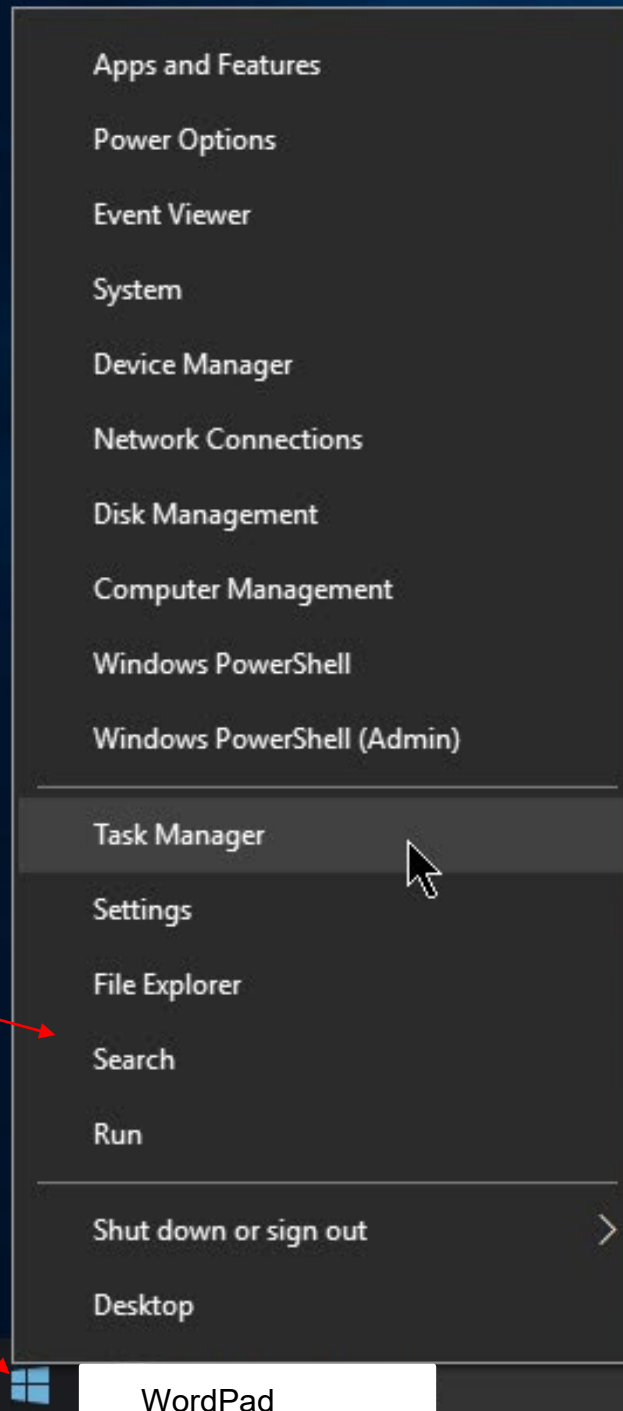 Apps and Features
Power Options
Event Viewer
System
Device Manager
Network Connections
Disk Management
Computer Management
Windows PowerShell
Windows PowerShell (Admin)
Task Manager
Settings
File Explorer
Search
Run
Shut down or sign out
Desktop
WordPad